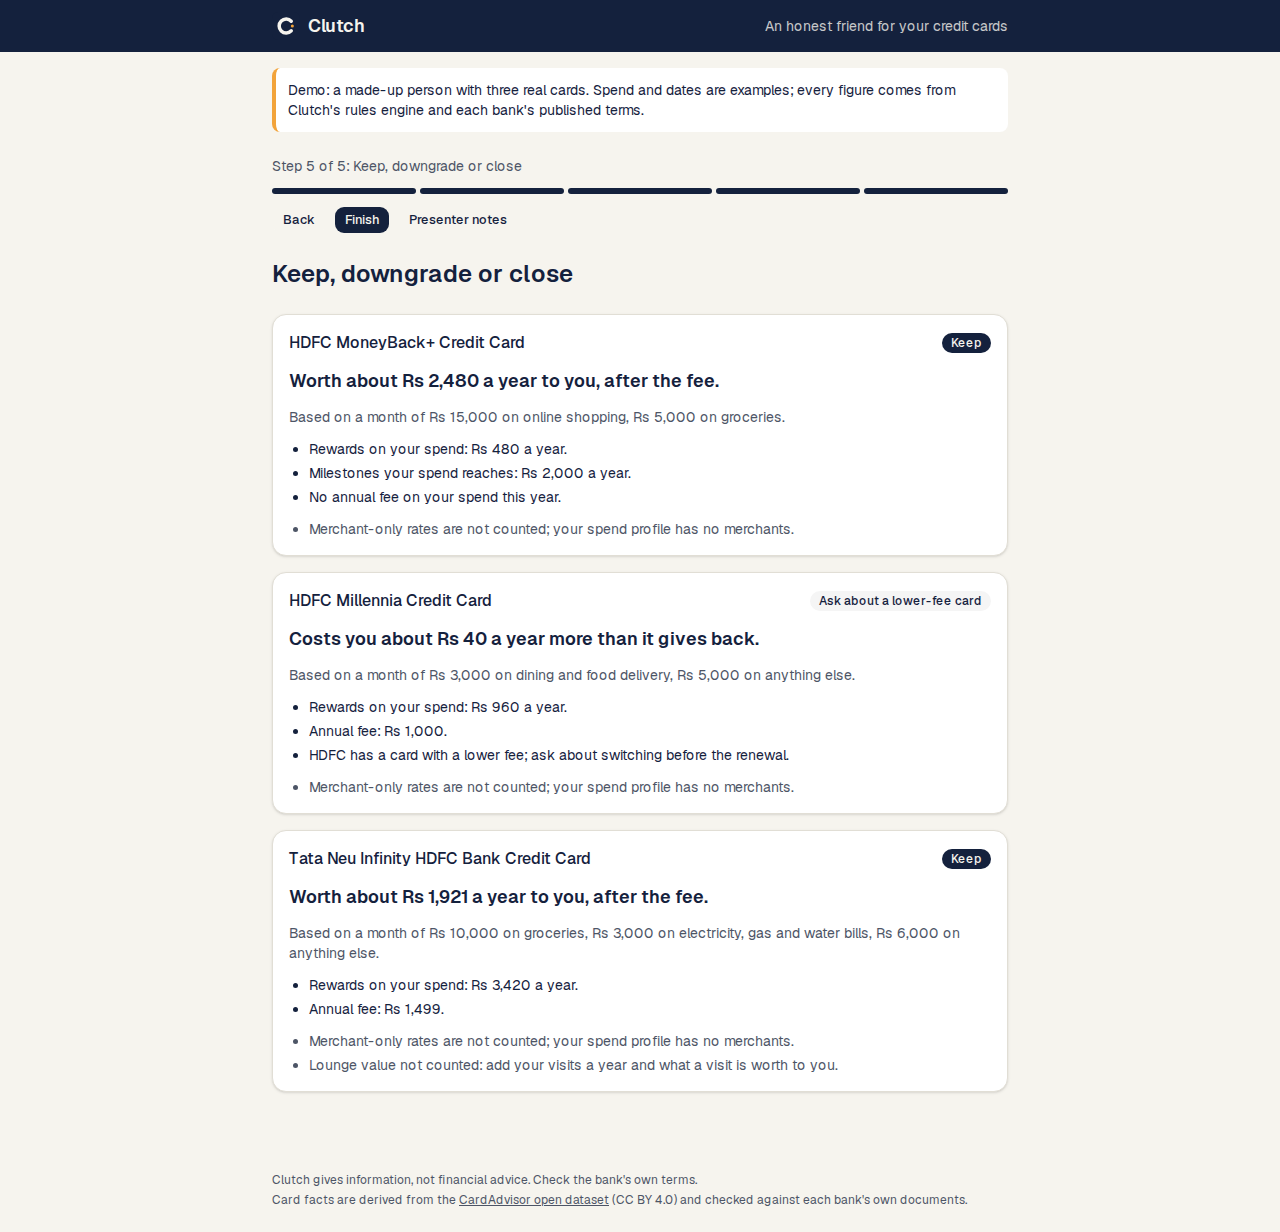 Clutch
An honest friend for your credit cards
Demo: a made-up person with three real cards. Spend and dates are examples; every figure comes from
Clutch's rules engine and each bank's published terms.
Step 5 of 5: Keep, downgrade or close
Back
Finish
Presenter notes
Keep, downgrade or close
HDFC MoneyBack+ Credit Card
Keep
Worth about Rs 2,480 a year to you, after the fee.
Based on a month of Rs 15,000 on online shopping, Rs 5,000 on groceries.
Rewards on your spend: Rs 480 a year.
Milestones your spend reaches: Rs 2,000 a year.
No annual fee on your spend this year.
Merchant-only rates are not counted; your spend profile has no merchants.
HDFC Millennia Credit Card
Ask about a lower-fee card
Costs you about Rs 40 a year more than it gives back.
Based on a month of Rs 3,000 on dining and food delivery, Rs 5,000 on anything else.
Rewards on your spend: Rs 960 a year.
Annual fee: Rs 1,000.
HDFC has a card with a lower fee; ask about switching before the renewal.
Merchant-only rates are not counted; your spend profile has no merchants.
Tata Neu Infinity HDFC Bank Credit Card
Keep
Worth about Rs 1,921 a year to you, after the fee.
Based on a month of Rs 10,000 on groceries, Rs 3,000 on electricity, gas and water bills, Rs 6,000 on
anything else.
Rewards on your spend: Rs 3,420 a year.
Annual fee: Rs 1,499.
Merchant-only rates are not counted; your spend profile has no merchants.
Lounge value not counted: add your visits a year and what a visit is worth to you.
Clutch gives information, not financial advice. Check the bank's own terms.
Card facts are derived from the CardAdvisor open dataset (CC BY 4.0) and checked against each bank's own documents.